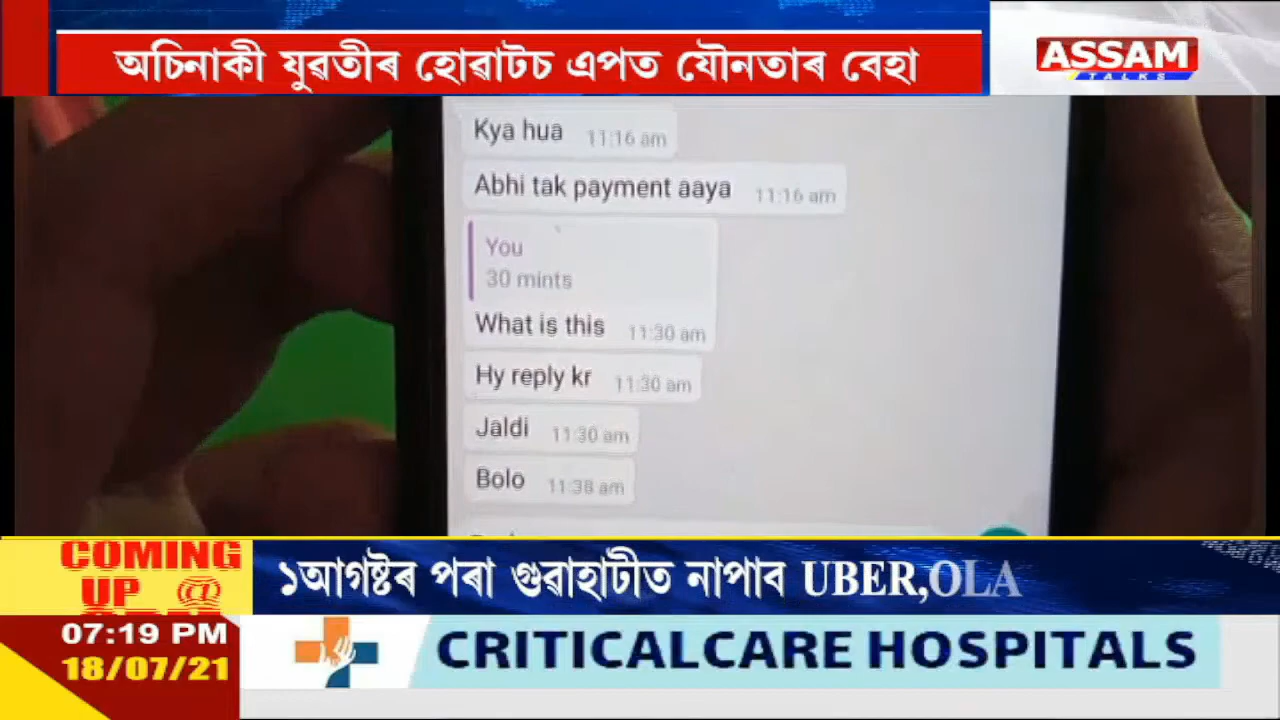 অচিনাকী যুৱতীৰ হোৱাটচ এপত যৌনতাৰ বেহা
ASSAM
TALKS
Kya hua 11:16 am
Abhi tak payment aaya 11:16 am
You
30 mints
What is this 11:30 am
Hy reply kr 11:30 am
Jaldi 11:30 am
Bolo 11:38 am
COMING
UP @
১আগষ্টৰ পৰা গুৱাহাটীত নাপাব UBER,OLA
07:19 PM
18/07/21
CRITICALCARE HOSPITALS